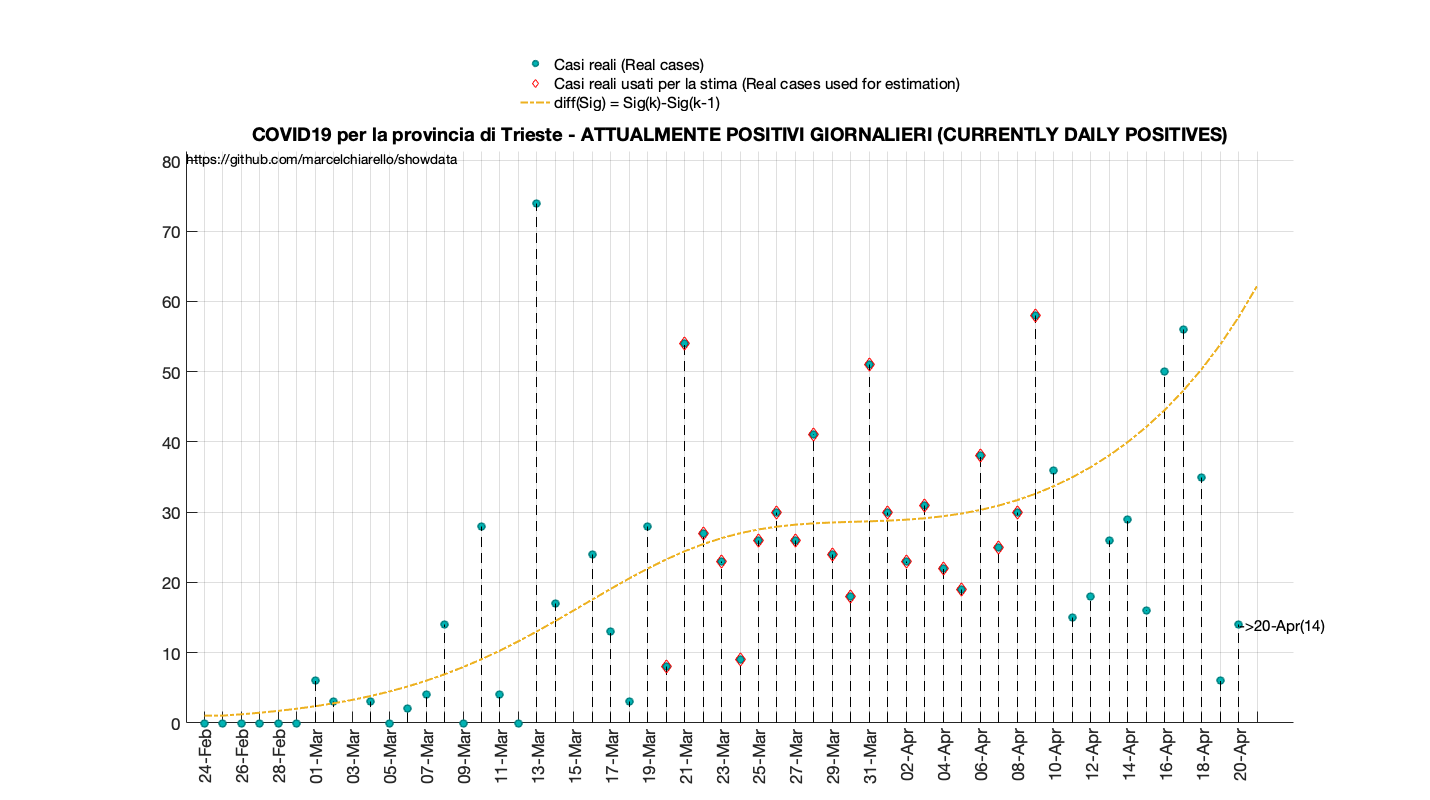 Casi reali (Real cases)
Casi reali usati per la stima (Real cases used for estimation)
diff(Sig) = Sig(k)-Sig(k-1)
COVID19 per la provincia di Trieste - ATTUALMENTE POSITIVI GIORNALIERI (CURRENTLY DAILY POSITIVES)
80
https://github.com/marcelchiarello/showdata
70
60
50
40
30
20
10
0
->20-Apr(14)
24-Feb
26-Feb
28-Feb
01-Mar
03-Mar
05-Mar
07-Mar
09-Mar
11-Mar
13-Mar
15-Mar
17-Mar
19-Mar
21-Mar
23-Mar
25-Mar
27-Mar
29-Mar
31-Mar
02-Apr
04-Apr
06-Apr
08-Apr
10-Apr
12-Apr
14-Apr
16-Apr
18-Apr
20-Apr